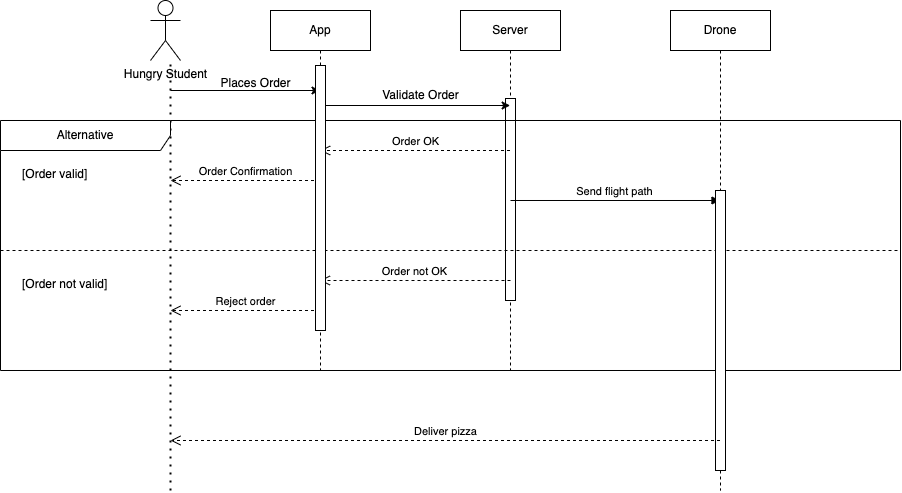 App
Server
Drone
Hungry Student
Places Order
Validate Order
Alternative
Order OK
[Order valid]
Order Confirmation
Send flight path
Order not OK
[Order not valid]
Reject order
Deliver pizza